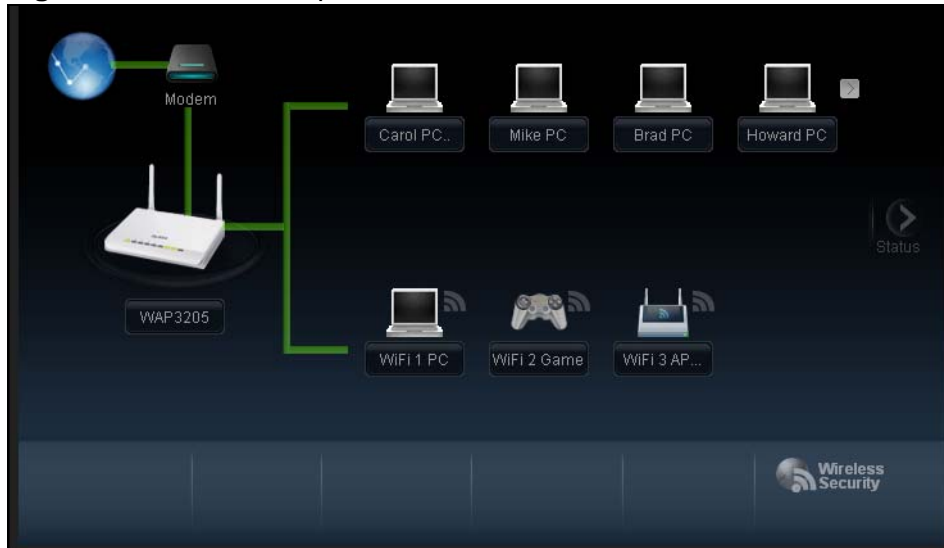 Modem
Carol PC..
Mike PC
Brad PC
Howard PC
Status
WAP3205
WiFi 1 PC
WiFi 2 Game
WiFi 3 AP...
Wireless
Security